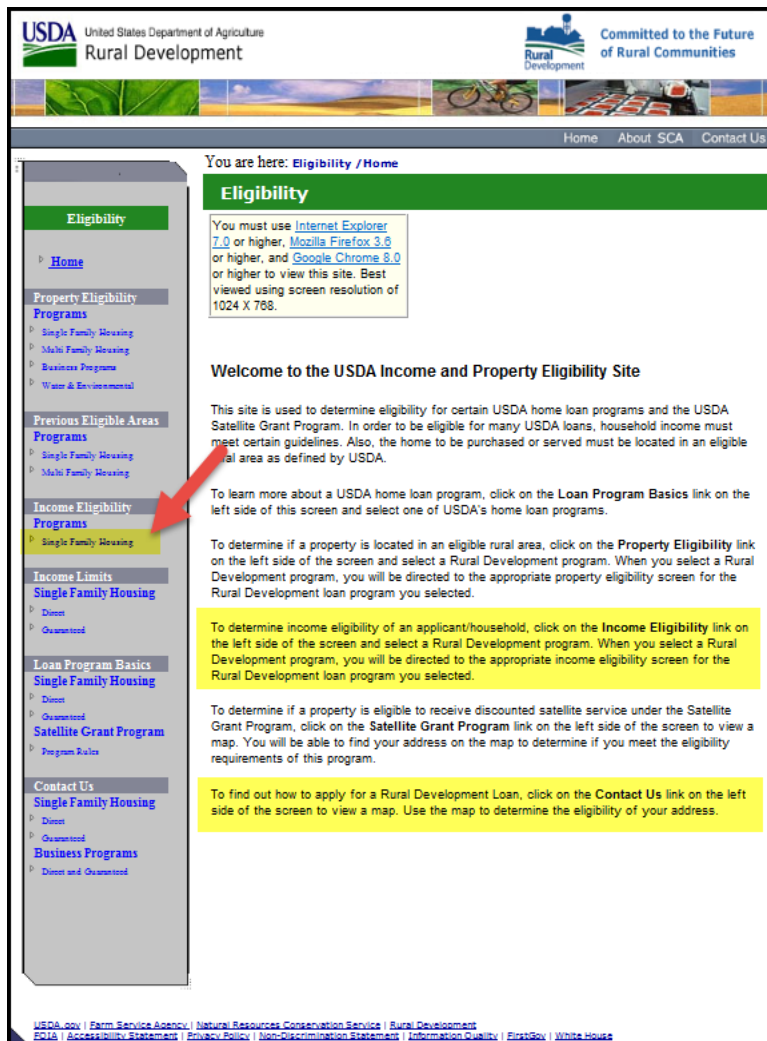 USDA United States Department of Agriculture
Rural Development
Rural
Development
Committed to the Future
of Rural Communities
Home About SCA Contact Us
You are here: Eligibility / Home
Eligibility
Eligibility
Home
Property Eligibility
Programs
Single Family Housing
Multi Family Housing
Business Programs
Water & Environmental
Previous Eligible Areas
Programs
Single Family Housing
Multi Family Housing
Income Eligibility
Programs
Single Family Housing
Income Limits
Single Family Housing
Direct
Guaranteed
Loan Program Basics
Single Family Housing
Direct
Guaranteed
Satellite Grant Program
Program Rules
Contact Us
Single Family Housing
Direct
Guaranteed
Business Programs
Direct and Guaranteed
You must use Internet Explorer
7.0 or higher, Mozilla Firefox 3.6
or higher, and Google Chrome 8.0
or higher to view this site. Best
viewed using screen resolution of
1024 X 768.
Welcome to the USDA Income and Property Eligibility Site
This site is used to determine eligibility for certain USDA home loan programs and the USDA
Satellite Grant Program. In order to be eligible for many USDA loans, household income must
meet certain guidelines. Also, the home to be purchased or served must be located in an eligible
area as defined by USDA.
To learn more about a USDA home loan program, click on the Loan Program Basics link on the
left side of this screen and select one of USDA's home loan programs.
To determine if a property is located in an eligible rural area, click on the Property Eligibility link
on the left side of the screen and select a Rural Development program. When you select a Rural
Development program, you will be directed to the appropriate property eligibility screen for the
Rural Development loan program you selected.
To determine income eligibility of an applicant/household, click on the Income Eligibility link on
the left side of the screen and select a Rural Development program. When you select a Rural
Development program, you will be directed to the appropriate income eligibility screen for the
Rural Development loan program you selected.
To determine if a property is eligible to receive discounted satellite service under the Satellite
Grant Program, click on the Satellite Grant Program link on the left side of the screen to view a
map. You will be able to find your address on the map to determine if you meet the eligibility
requirements of this program.
To find out how to apply for a Rural Development Loan, click on the Contact Us link on the left
side of the screen to view a map. Use the map to determine the eligibility of your address.
USDA.gov | Farm Service Agency | Natural Resources Conservation Service | Rural Development
FOIA | Accessibility Statement | Privacy Policy | Non-Discrimination Statement | Information Quality | FirstGov | White House